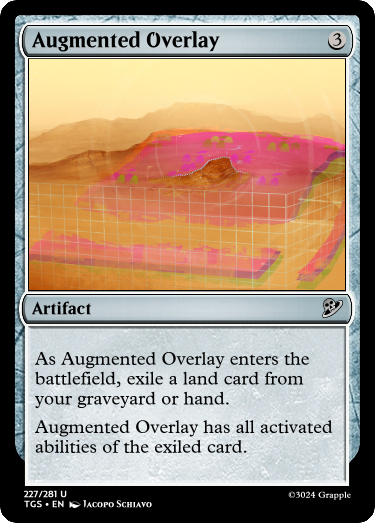 Augmented Overlay 3
Artifact
As Augmented Overlay enters the
battlefield, exile a land card from
your graveyard or hand.
Augmented Overlay has all activated
abilities of the exiled card.
227/281 U
TGS • EN Jacopo Schiavo
©3024 Grapple